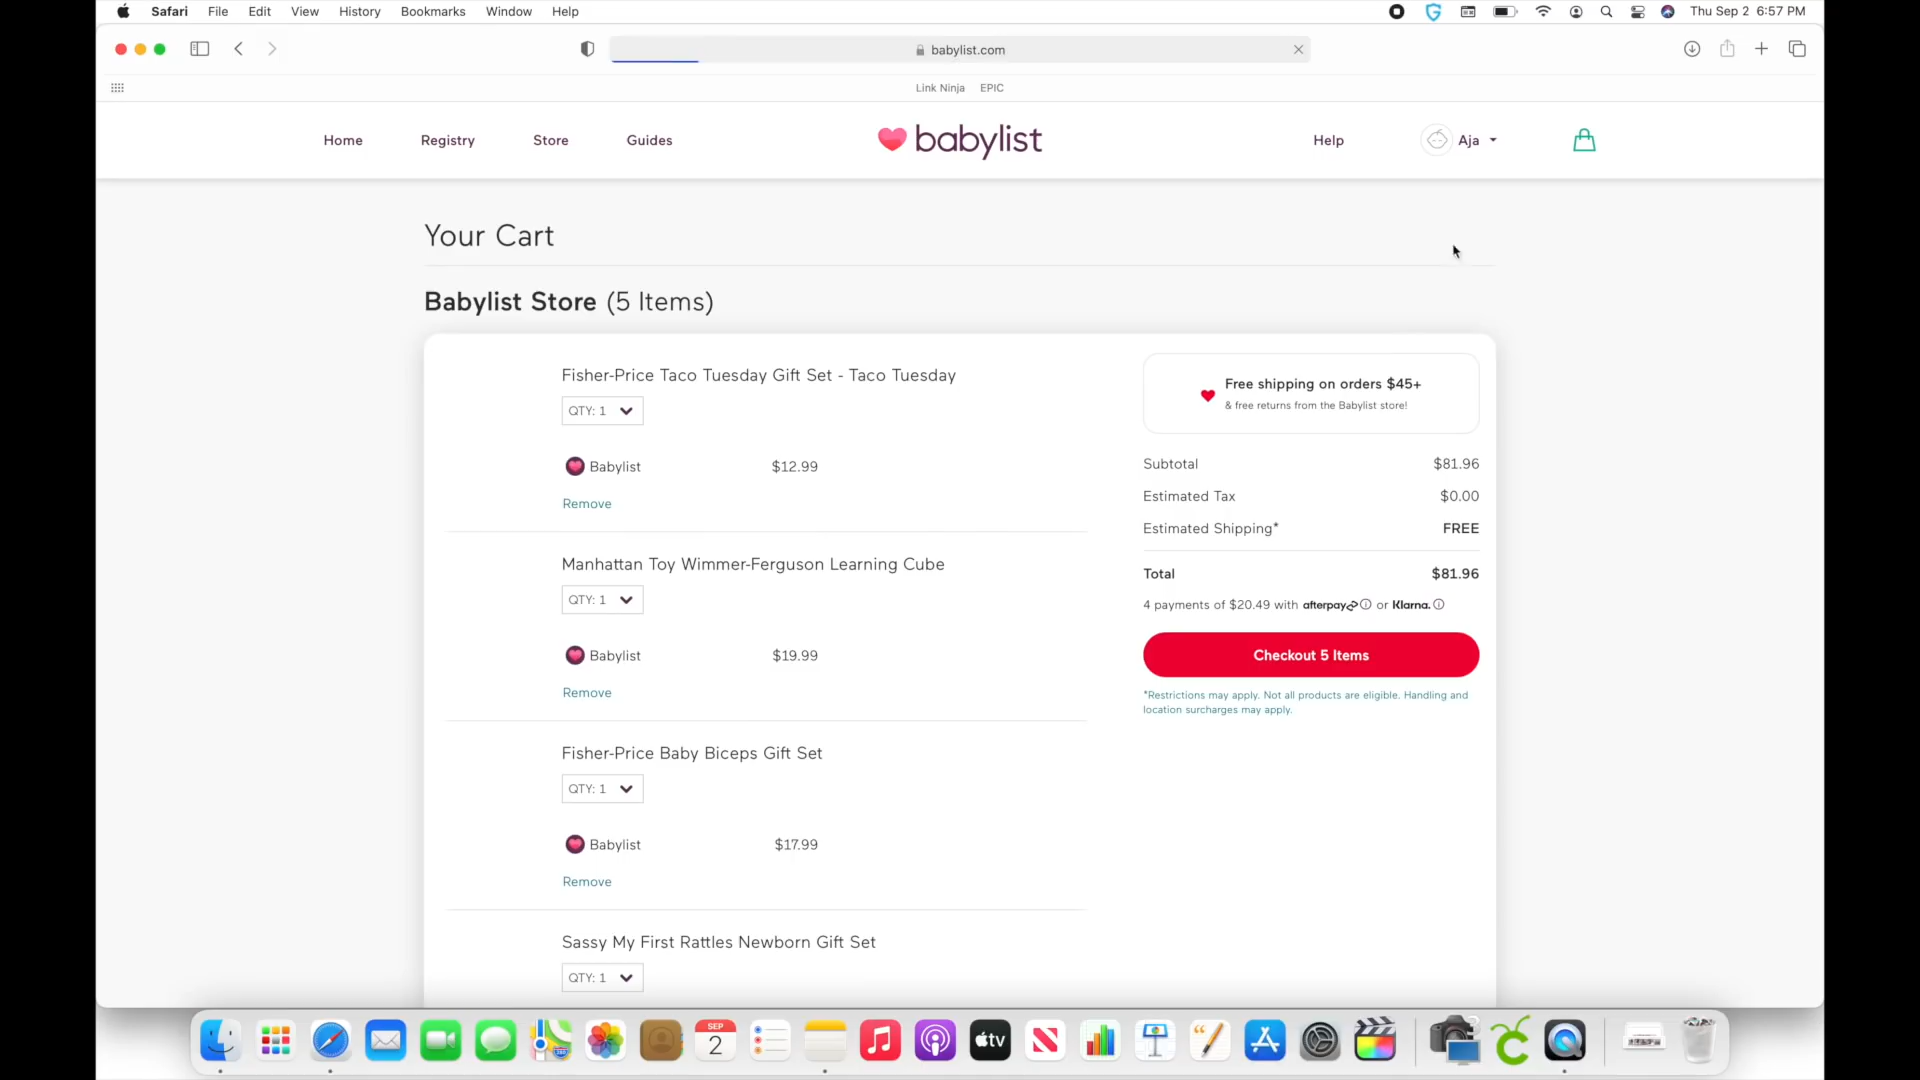 Safari File Edit View History Bookmarks Window Help Thu Sep 2 6:57 PM
babylist.com
Link Ninja EPIC
Home Registry Store Guides babylist Help Aja
Your Cart
Babylist Store (5 Items)
Fisher-Price Taco Tuesday Gift Set - Taco Tuesday
QTY: 1
Babylist $12.99
Remove
Manhattan Toy Wimmer-Ferguson Learning Cube
QTY: 1
Babylist $19.99
Remove
Fisher-Price Baby Biceps Gift Set
QTY: 1
Babylist $17.99
Remove
Sassy My First Rattles Newborn Gift Set
QTY: 1
Free shipping on orders $45+
& free returns from the Babylist store!
Subtotal $81.96
Estimated Tax $0.00
Estimated Shipping* FREE
Total $81.96
4 payments of $20.49 with afterpay or Klarna.
Checkout 5 Items
*Restrictions may apply. Not all products are eligible. Handling and
location surcharges may apply.
SEP
2
tv